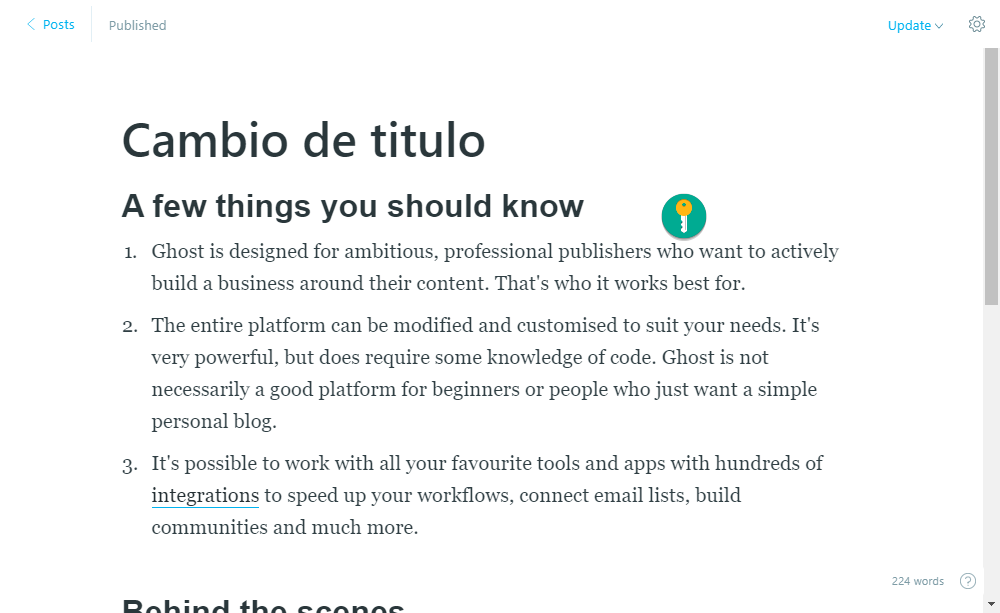 Posts
Published
Update
Cambio de titulo
A few things you should know
1. Ghost is designed for ambitious, professional publishers who want to actively
build a business around their content. That's who it works best for.
2. The entire platform can be modified and customised to suit your needs. It's
very powerful, but does require some knowledge of code. Ghost is not
necessarily a good platform for beginners or people who just want a simple
personal blog.
3. It's possible to work with all your favourite tools and apps with hundreds of
integrations to speed up your workflows, connect email lists, build
communities and much more.
224 words
?
Behind the scenes